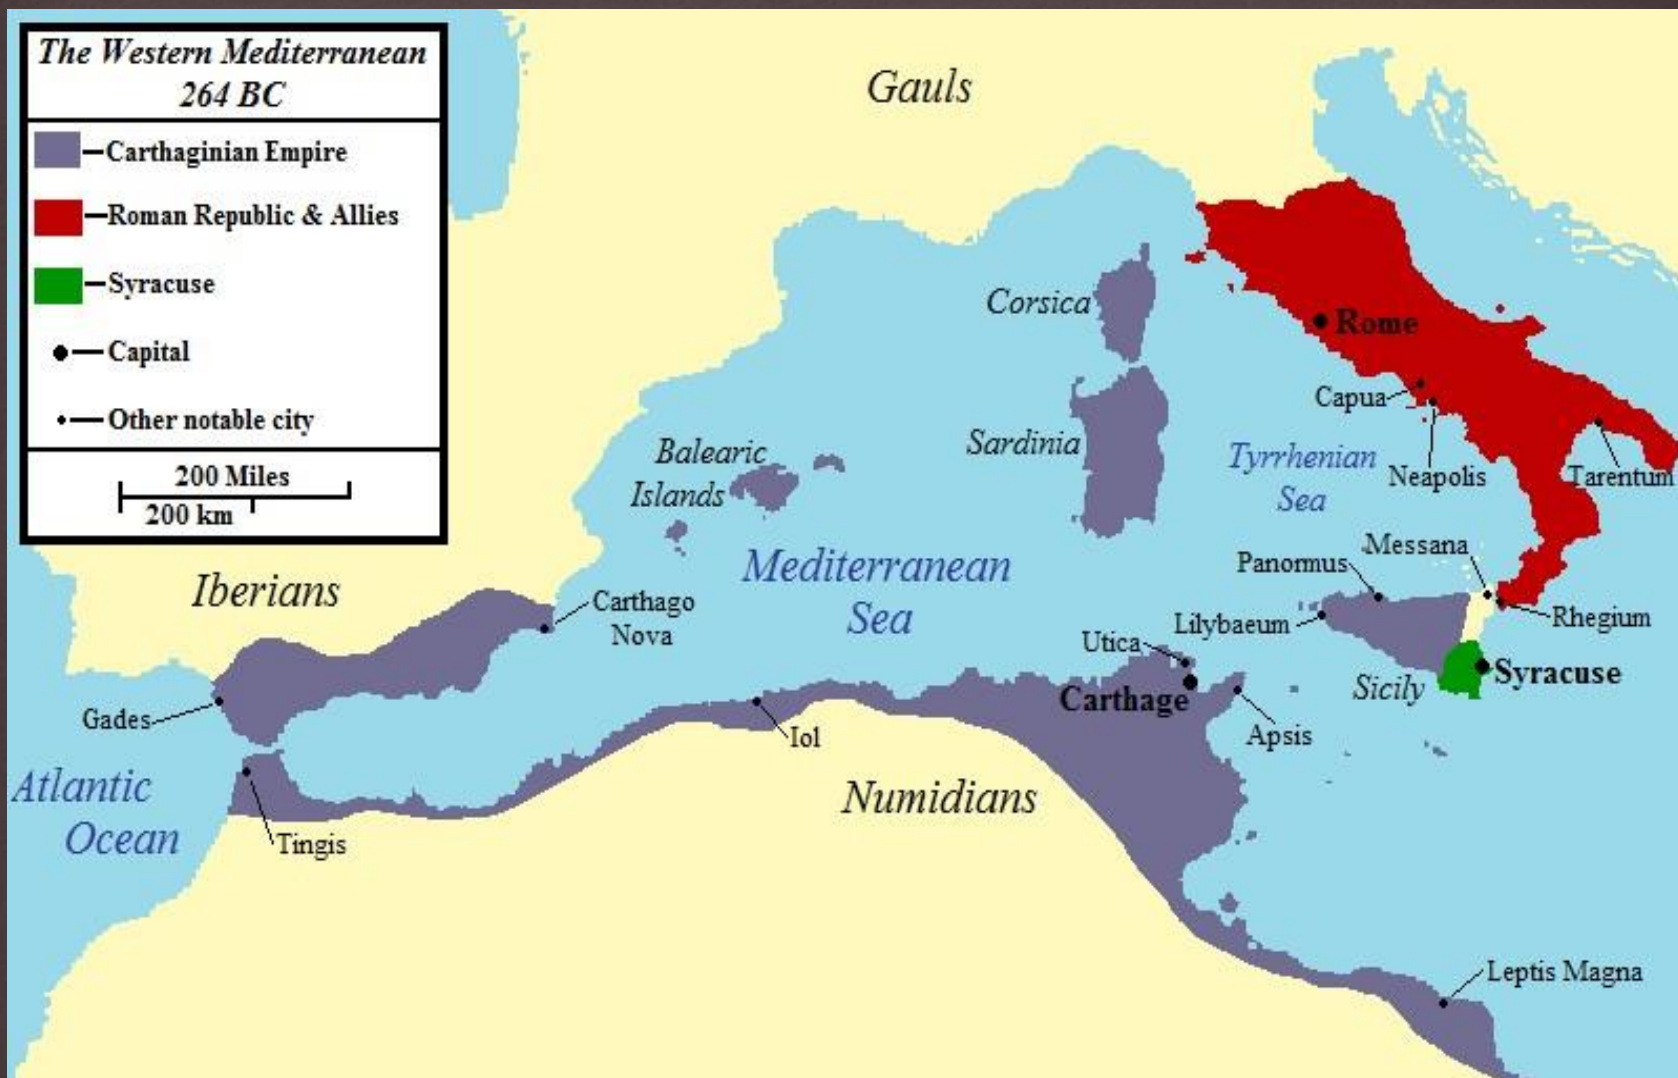 The Western Mediterranean
264 BC
Carthaginian Empire
Roman Republic & Allies
Syracuse
Capital
Other notable city
200 Miles
200 km
Gauls
Corsica
Rome
Capua
Sardinia
Balearic
Islands
Tyrrhenian
Sea
Neapolis
Tarentum
Messana
Panormus
Mediterranean
Sea
Iberians
Carthago
Nova
Lilybaeum
Rhegium
Utica
Carthage
Sicily
Syracuse
Gades
Iol
Apsis
Atlantic
Ocean
Numidians
Tingis
Leptis Magna